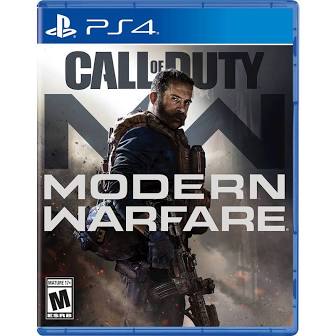 PS4
CALL OF DUTY
MODERN
WARFARE
MATURE 17+
M
ESRB